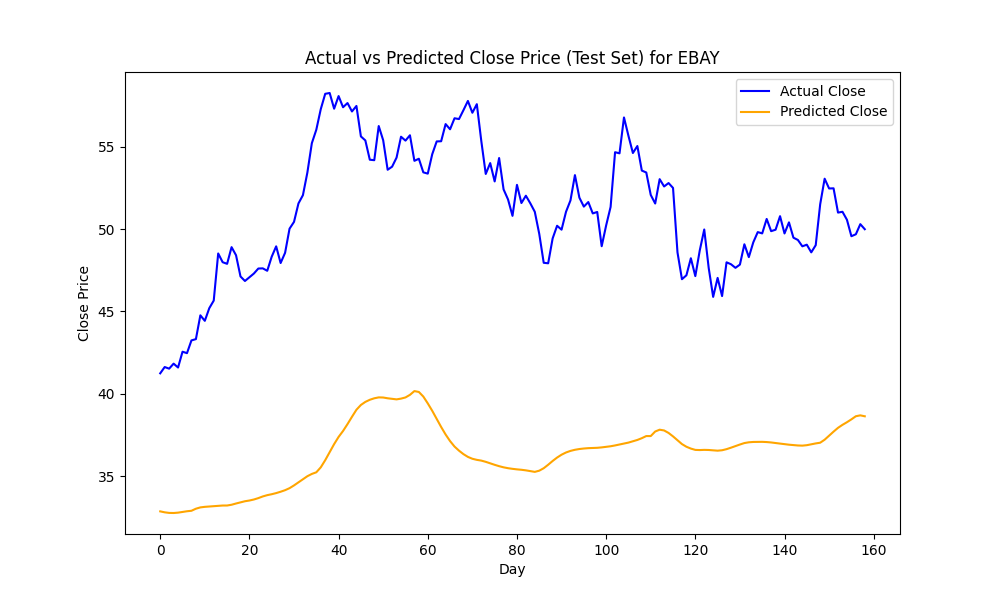 Actual vs Predicted Close Price (Test Set) for EBAY
Actual Close
Predicted Close
Close Price
55
50
45
40
35
0 20 40 60 80 100 120 140 160
Day